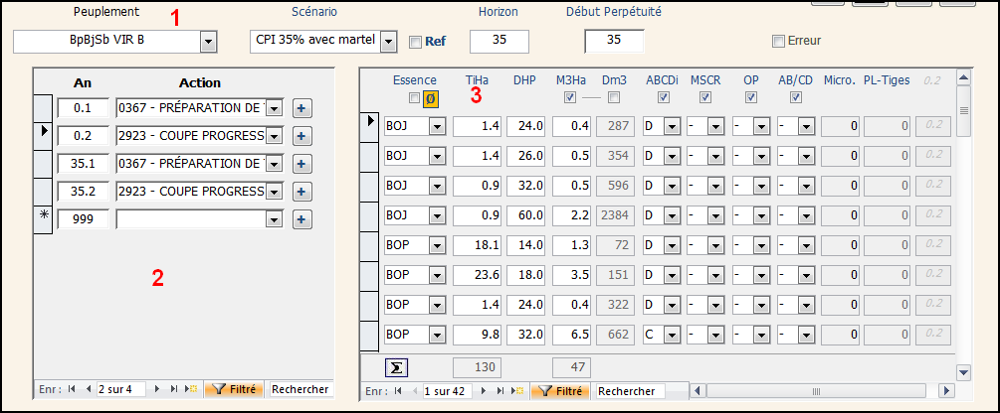 Peuplement 1 Scénario Horizon Début Perpétuité
BpBjSb VIR B CPI 35% avec martel Ref 35 35 Erreur
An Action
0.1 0367 - PRÉPARATION DE +
0.2 2923 - COUPE PROGRESS +
35.1 0367 - PRÉPARATION DE +
35.2 2923 - COUPE PROGRESS +
* 999 +
2
Enr : 2 sur 4 Filtré Rechercher
Essence TiHa DHP M3Ha Dm3 ABCDi MSCR OP AB/CD Micro. PL-Tiges 0.2
Ø 3
BOJ 1.4 24.0 0.4 287 D - - - 0 0 0.2
BOJ 1.4 26.0 0.5 354 D - - - 0 0 0.2
BOJ 0.9 32.0 0.5 596 D - - - 0 0 0.2
BOJ 0.9 60.0 2.2 2384 D - - - 0 0 0.2
BOP 18.1 14.0 1.3 72 D - - - 0 0 0.2
BOP 23.6 18.0 3.5 151 D - - - 0 0 0.2
BOP 1.4 24.0 0.4 322 D - - - 0 0 0.2
BOP 9.8 32.0 6.5 662 C - - - 0 0 0.2
Σ 130 47
Enr : 1 sur 42 Filtré Rechercher